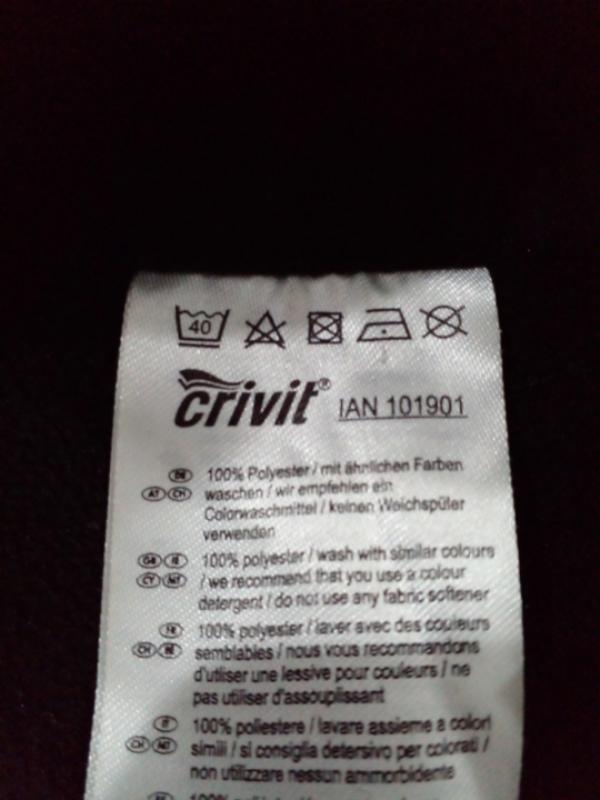 40
crivit® IAN 101901
DE 100% Polyester / mit ähnlichen Farben
AT CH waschen / wir empfehlen ein
Colorwaschmittel / keinen Weichspüler
verwenden
GB IE 100% polyester / wash with similar colours
CY MT / we recommend that you use a colour
detergent / do not use any fabric softener
FR 100% polyester / laver avec des couleurs
CH BE semblables / nous vous recommandons
d'utliser une lessive pour couleurs / ne
pas utiliser d'assouplissant
IT 100% poliestere / lavare assieme a colori
CH MT simili / si consiglia detersivo per colorati /
non utilizzare nessun ammorbidente
100%